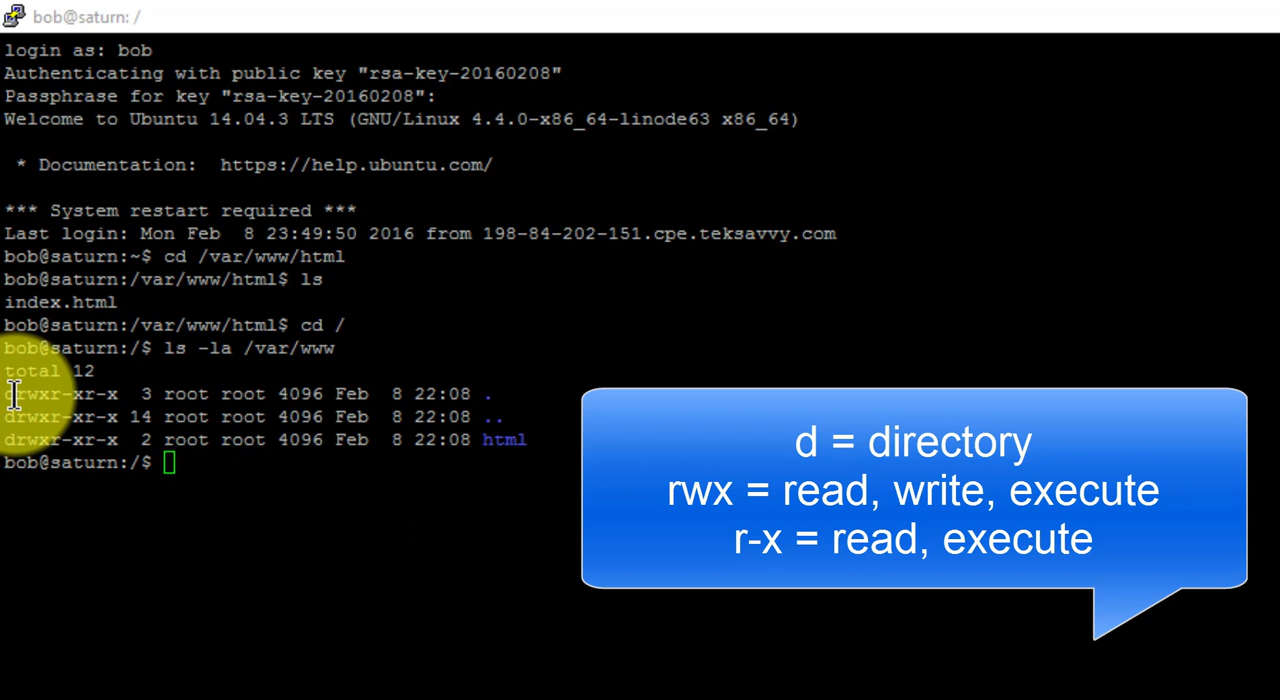 bob@saturn: /
login as: bob
Authenticating with public key "rsa-key-20160208"
Passphrase for key "rsa-key-20160208":
Welcome to Ubuntu 14.04.3 LTS (GNU/Linux 4.4.0-x86_64-linode63 x86_64)
* Documentation:  https://help.ubuntu.com/
*** System restart required ***
Last login: Mon Feb  8 23:49:50 2016 from 198-84-202-151.cpe.teksavvy.com
bob@saturn:~$ cd /var/www/html
bob@saturn:/var/www/html$ ls
index.html
bob@saturn:/var/www/html$ cd /
bob@saturn:/$ ls -la /var/www
total 12
drwxr-xr-x  3 root root 4096 Feb  8 22:08 .
drwxr-xr-x 14 root root 4096 Feb  8 22:08 ..
drwxr-xr-x  2 root root 4096 Feb  8 22:08 html
bob@saturn:/$
d = directory
rwx = read, write, execute
r-x = read, execute